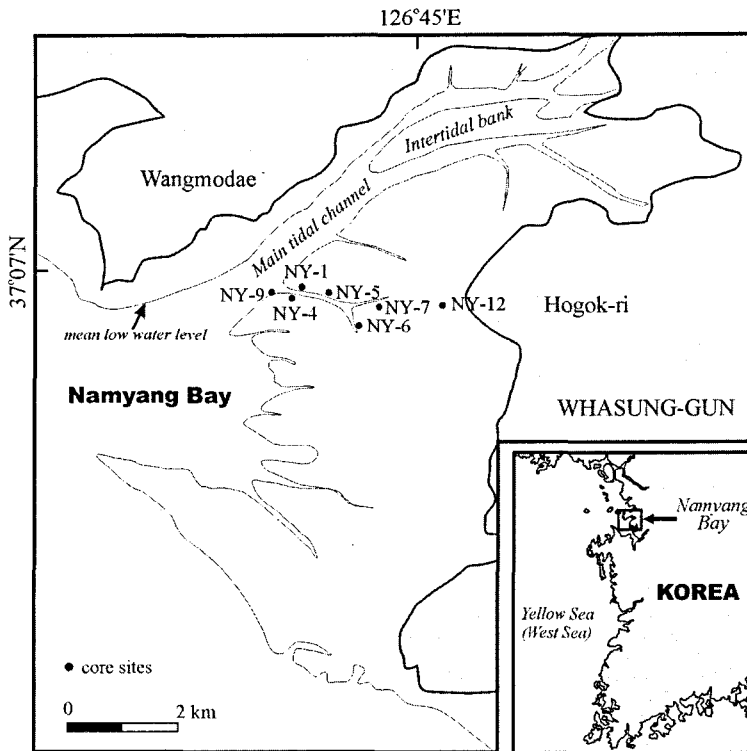 126°45'E
Intertidal bank
Wangmodae
Main tidal channel
37°07'N
NY-1
NY-9
NY-5
NY-4
NY-7
NY-12
NY-6
Hogok-ri
mean low water level
Namyang Bay
WHASUNG-GUN
Namyang
Bay
KOREA
Yellow Sea
(West Sea)
core sites
0 2 km